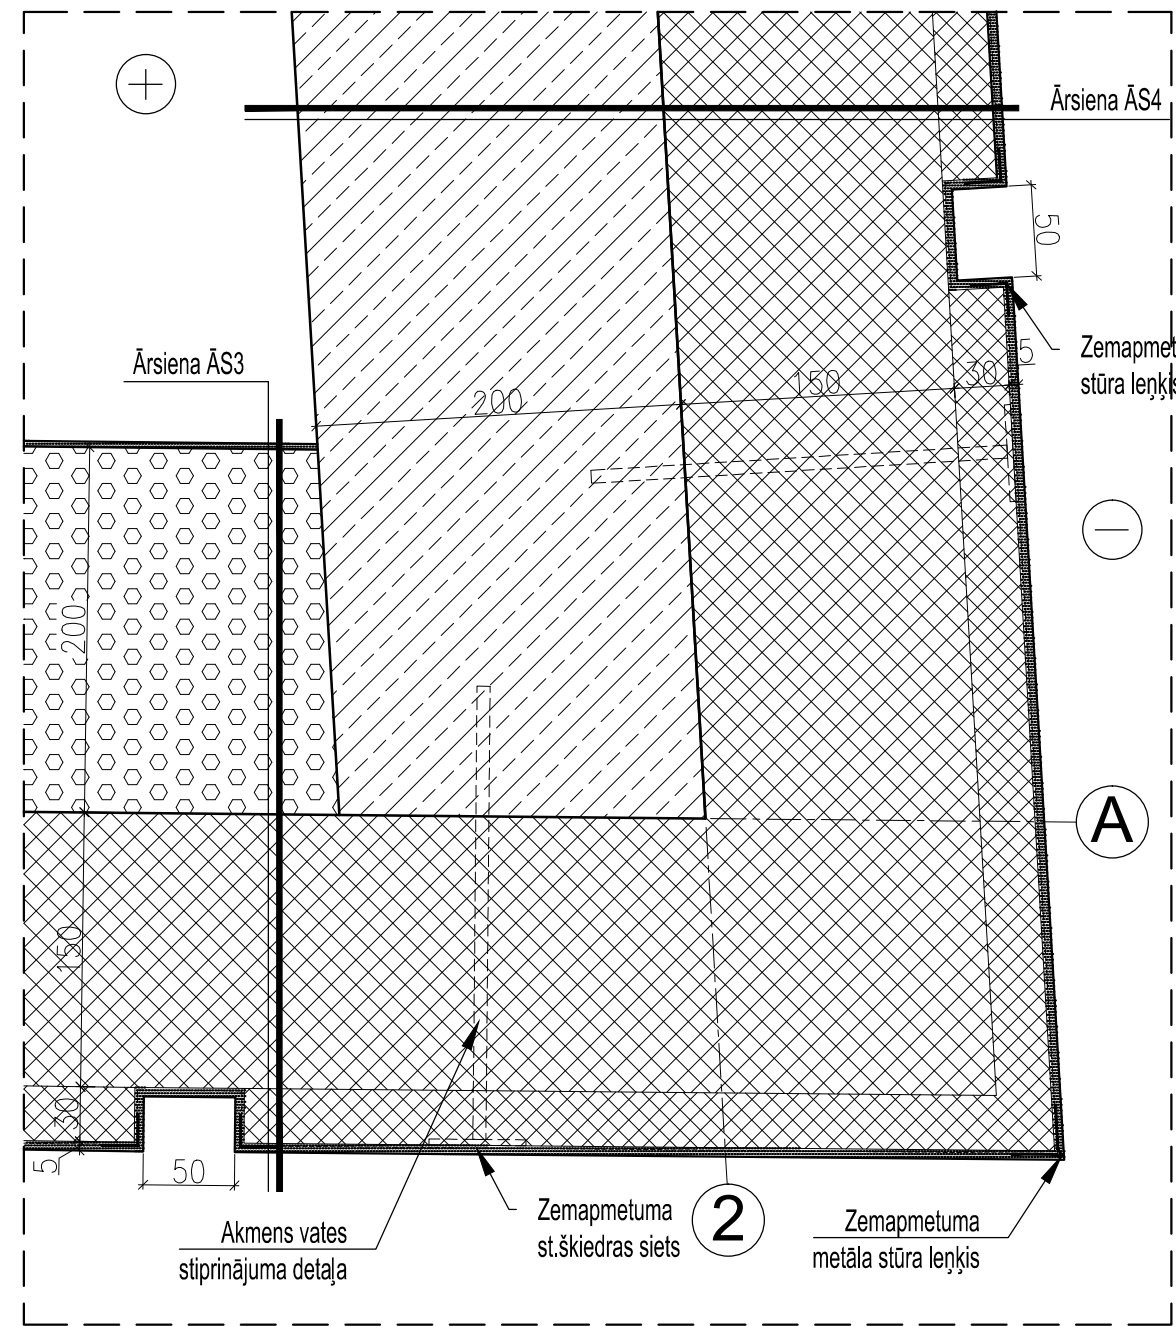 +
Ārsiena ĀS4
50
Zemapmet
stūra leņķis
5
30
150
200
Ārsiena ĀS3
200
–
A
150
30
5
50
Akmens vates
stiprinājuma detaļa
Zemapmetuma
st.šķiedras siets
2
Zemapmetuma
metāla stūra leņķis